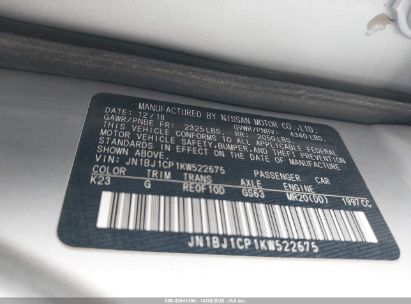 MANUFACTURED BY NISSAN MOTOR CO.,LTD.
DATE: 12/18 GVWR/PNBV: 4340LBS.
GAWR/PNBE FR: 2325LBS. RR: 2050LBS.
THIS VEHICLE CONFORMS TO ALL APPLICABLE FEDERAL
MOTOR VEHICLE SAFETY, BUMPER, AND THEFT
PREVENTION STANDARDS IN EFFECT ON THE DATE OF MANUFACTURE
SHOWN ABOVE.
VIN: JN1BJ1CP1KW522675 PASSENGER CAR
COLOR TRIM TRANS AXLE ENGINE
K23 G RE0F10D GS63 MR20(DD) 1997CC
JN1BJ1CP1KW522675